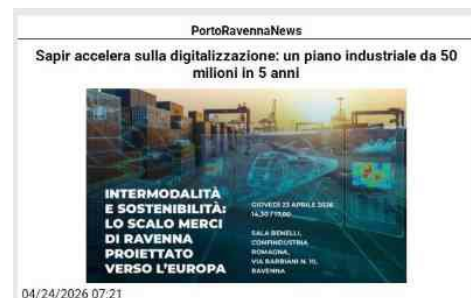 PortoRavennaNews
Sapir accelera sulla digitalizzazione: un piano industriale da 50
milioni in 5 anni
INTERMODALITÀ
E SOSTENIBILITÀ:
LO SCALO MERCI
DI RAVENNA
PROIETTATO
VERSO L'EUROPA
GIOVEDÌ 23 APRILE 2026
14.30 / 17.00
SALA BENELLI,
CONFINDUSTRIA
ROMAGNA,
VIA BARBIANI N. 10,
RAVENNA
04/24/2026 07:21